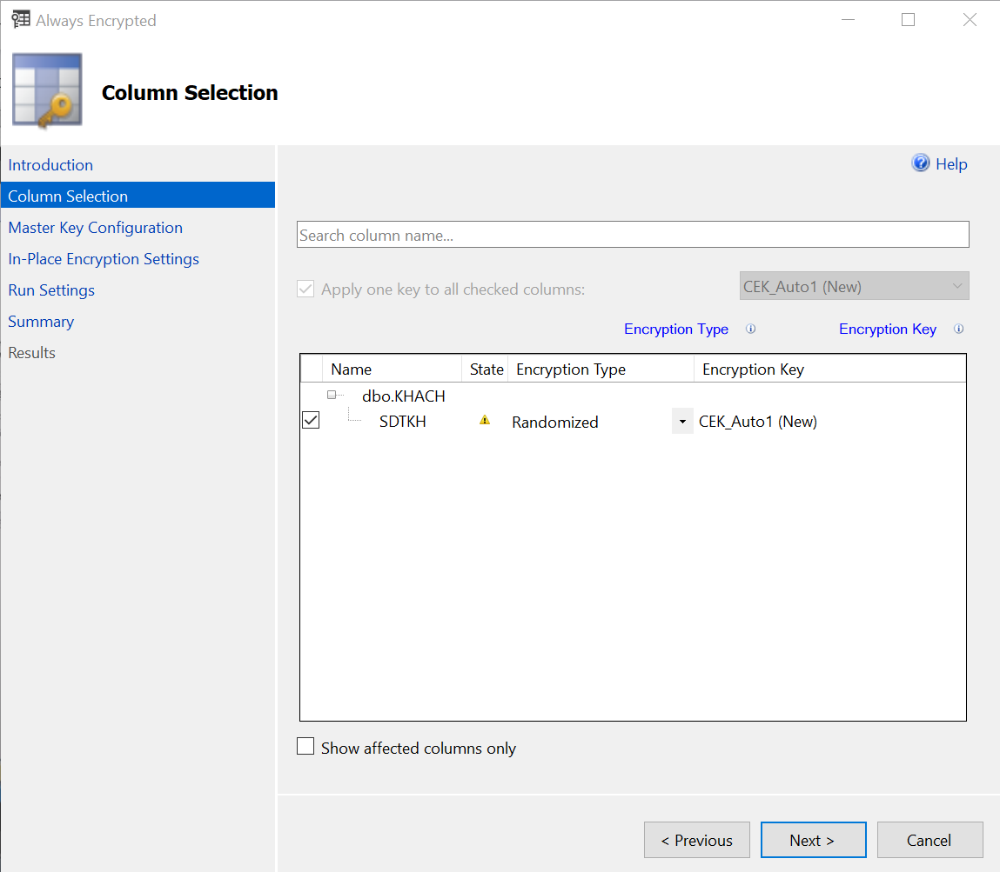 Always Encrypted
Column Selection
Introduction
Column Selection
Master Key Configuration
In-Place Encryption Settings
Run Settings
Summary
Results
Help
Search column name...
Apply one key to all checked columns: CEK_Auto1 (New)
Encryption Type Encryption Key
Name State Encryption Type Encryption Key
dbo.KHACH
SDTKH Randomized CEK_Auto1 (New)
Show affected columns only
< Previous Next > Cancel